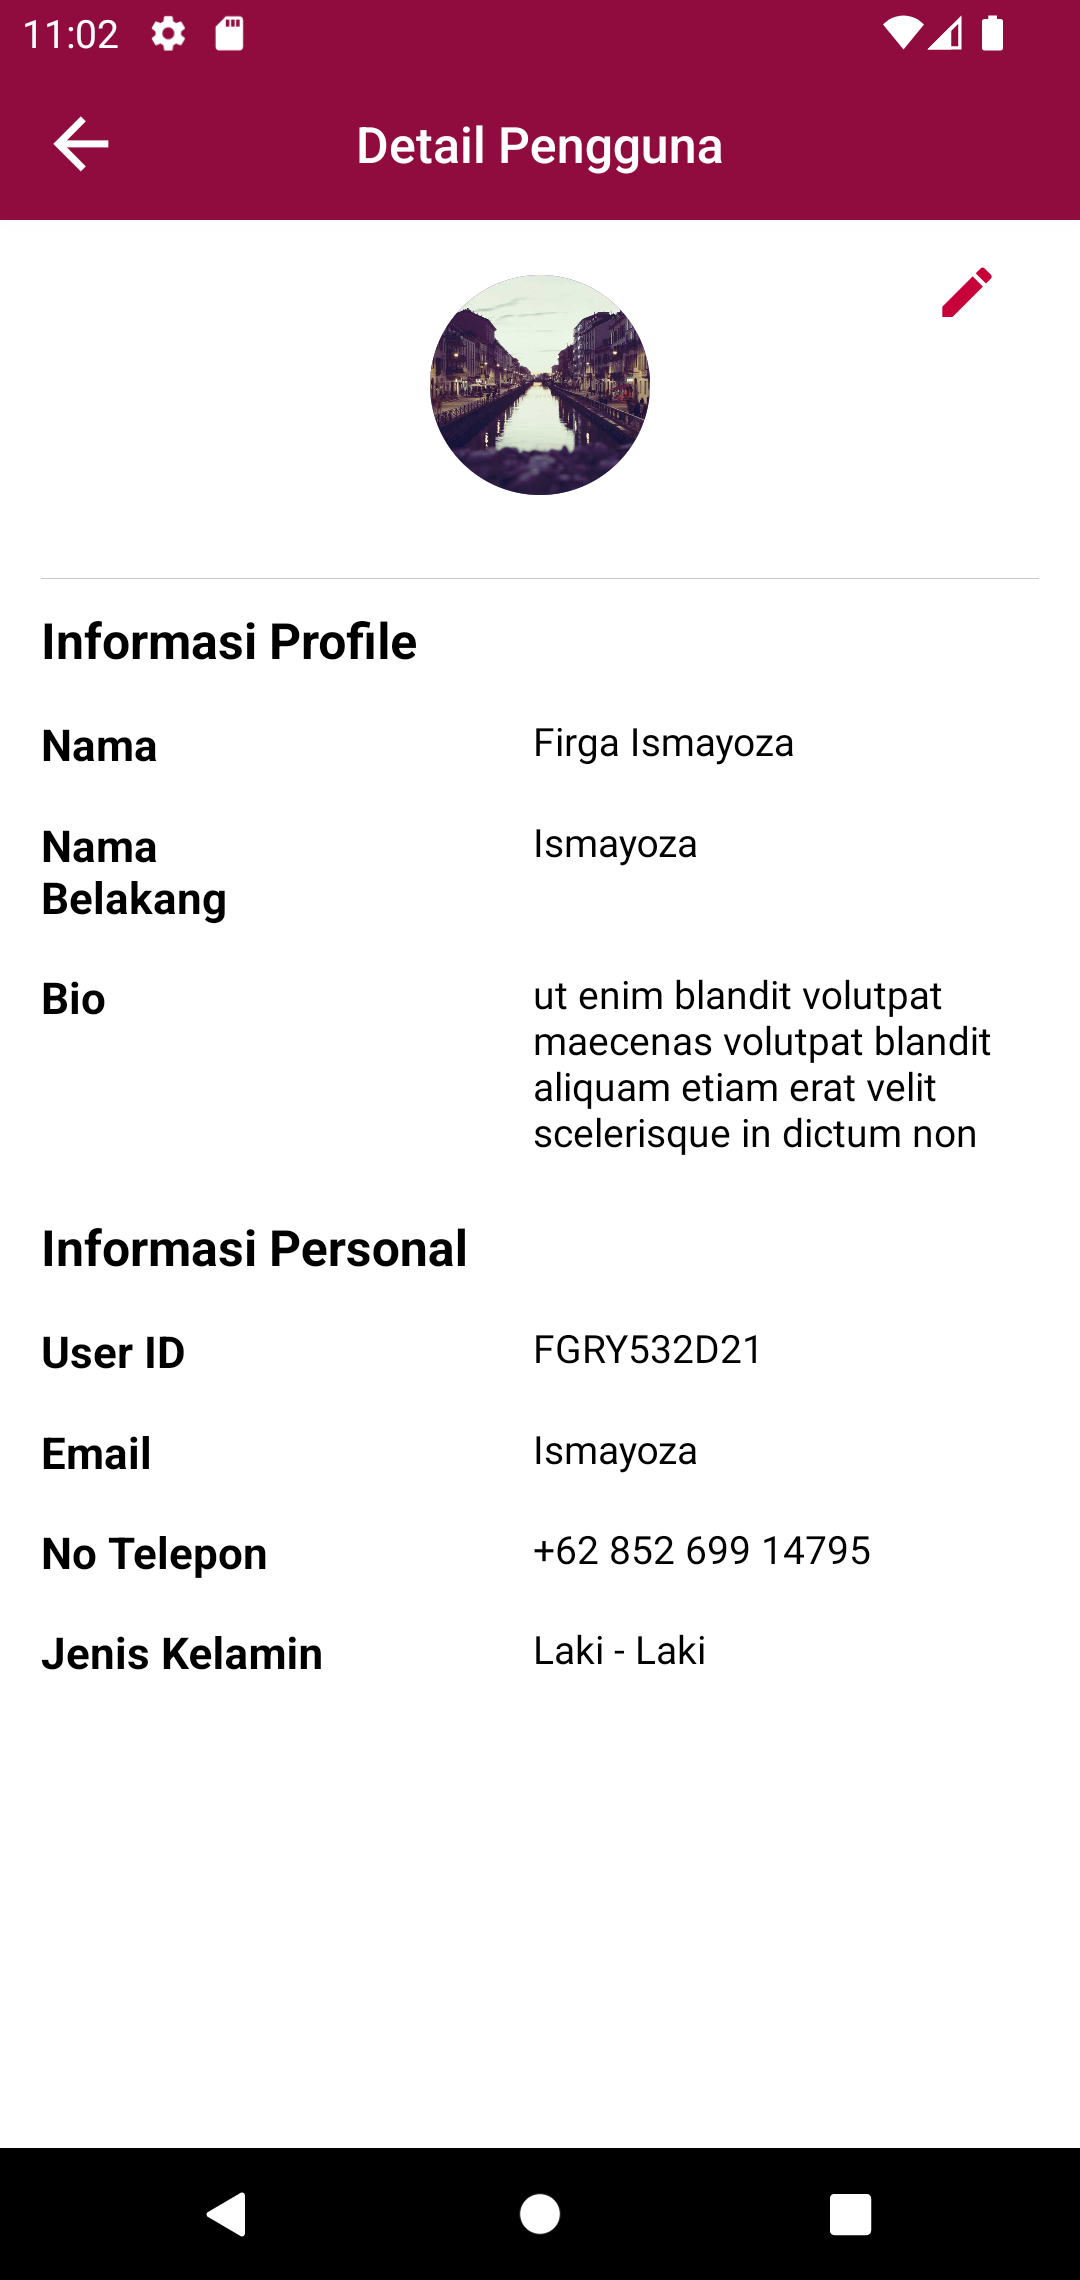 11:02
Detail Pengguna
Informasi Profile
Nama
Firga Ismayoza
Nama
Belakang
Ismayoza
Bio
ut enim blandit volutpat
maecenas volutpat blandit
aliquam etiam erat velit
scelerisque in dictum non
Informasi Personal
User ID
FGRY532D21
Email
Ismayoza
No Telepon
+62 852 699 14795
Jenis Kelamin
Laki - Laki